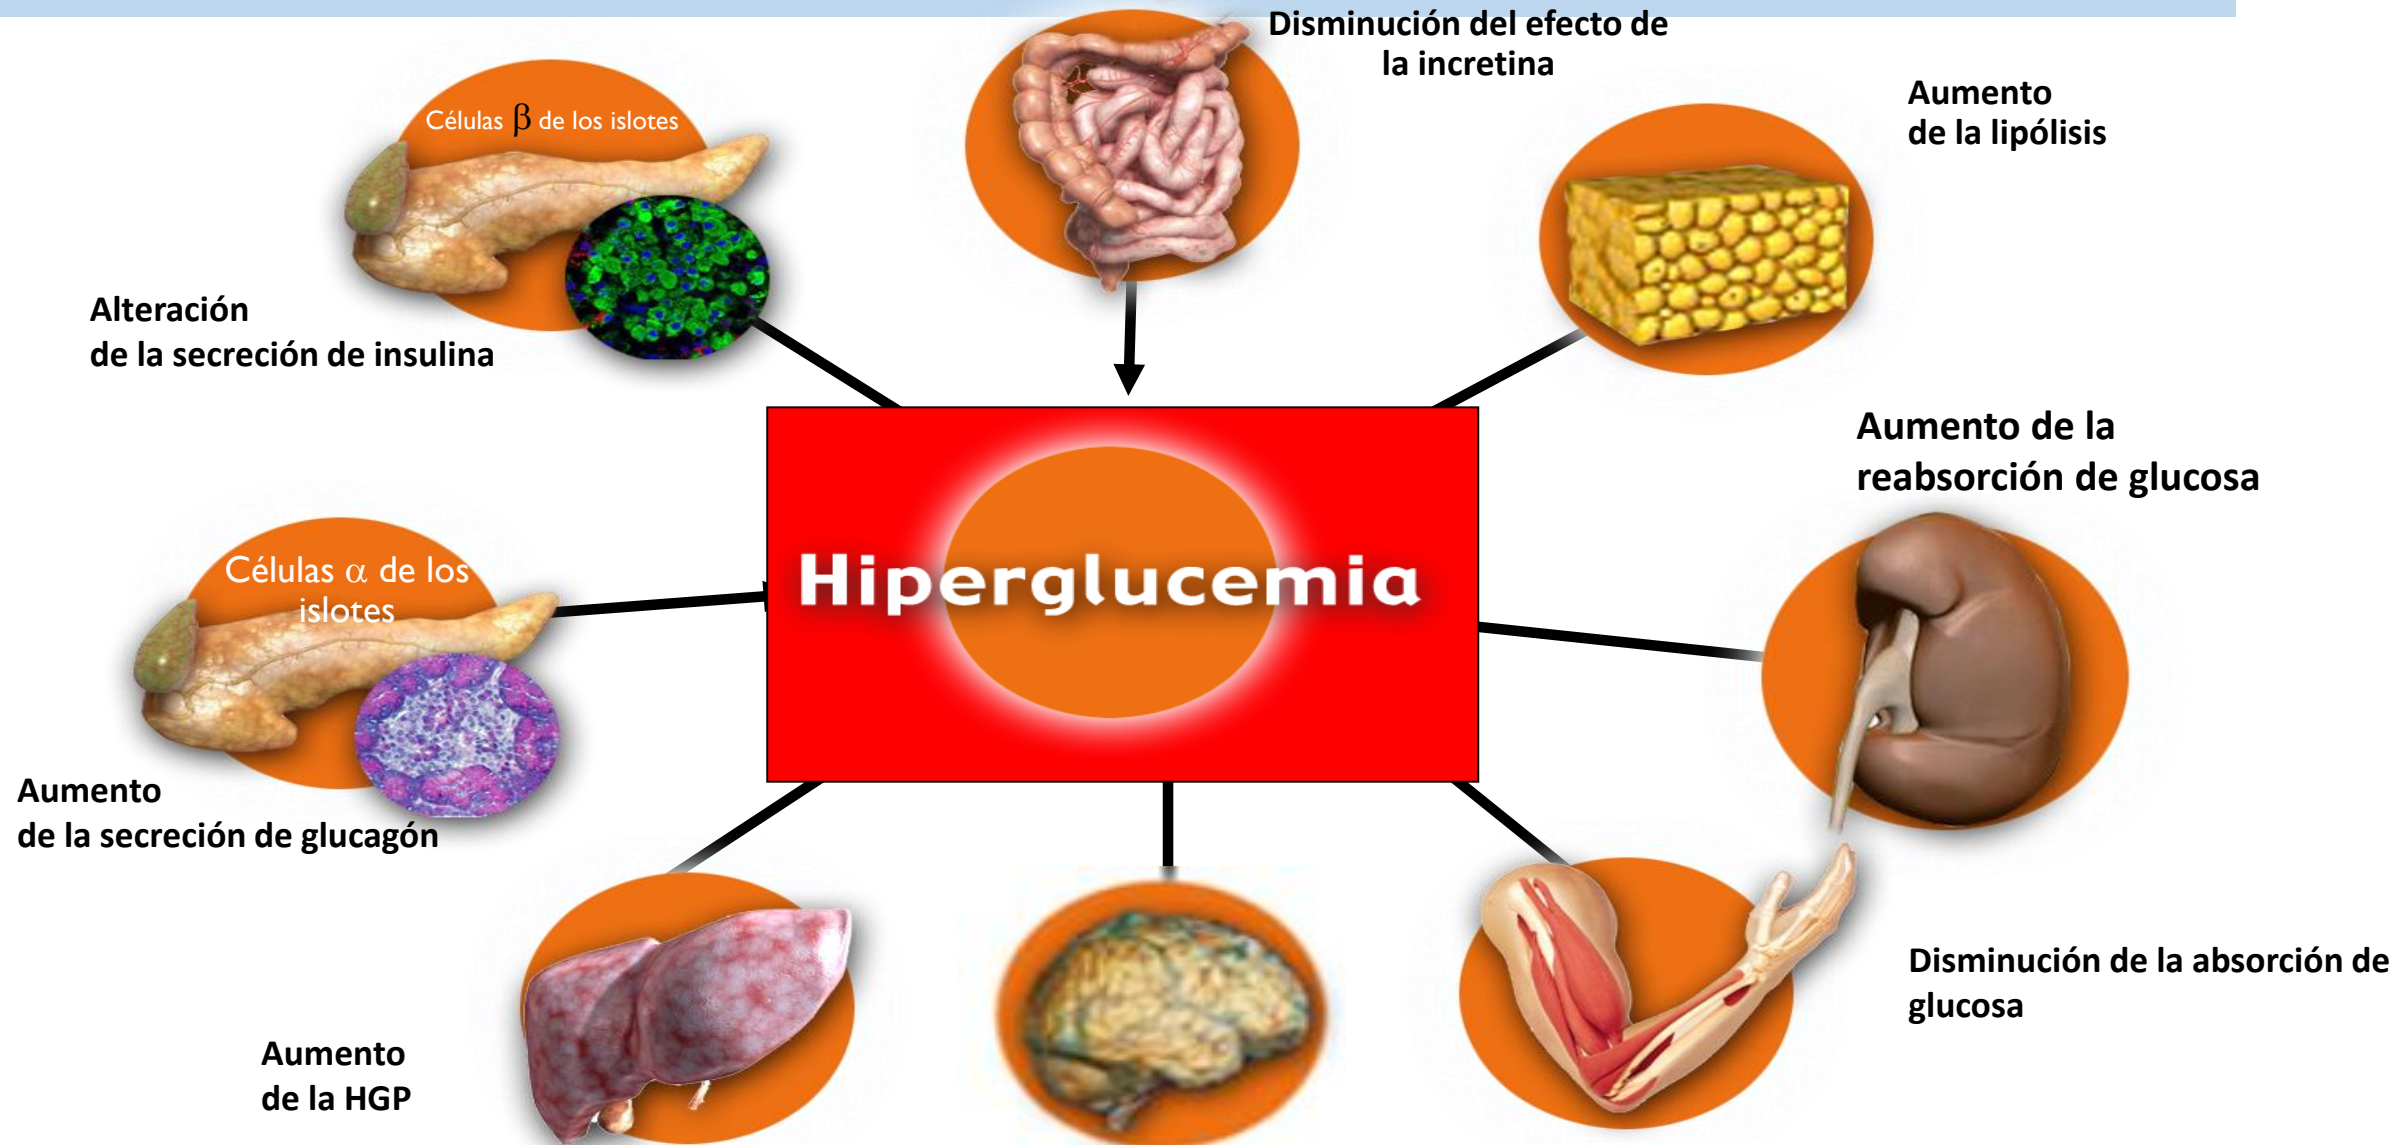 Disminución del efecto de
la incretina
Aumento
de la lipólisis
Células β de los islotes
Alteración
de la secreción de insulina
Aumento de la
reabsorción de glucosa
Hiperglucemia
Células α de los
islotes
Aumento
de la secreción de glucagón
Disminución de la absorción de
glucosa
Aumento
de la HGP